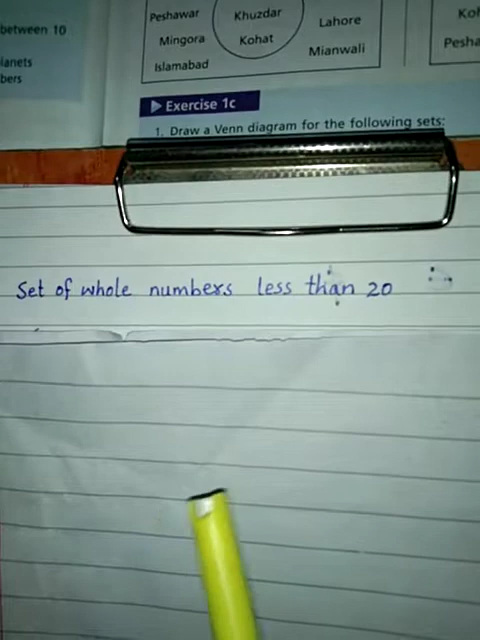 between 10
lanets
bers
Peshawar
Khuzdar
Lahore
Mingora
Kohat
Mianwali
Islamabad
Pesha
Exercise 1c
1. Draw a Venn diagram for the following sets:
Set of whole numbers less than 20